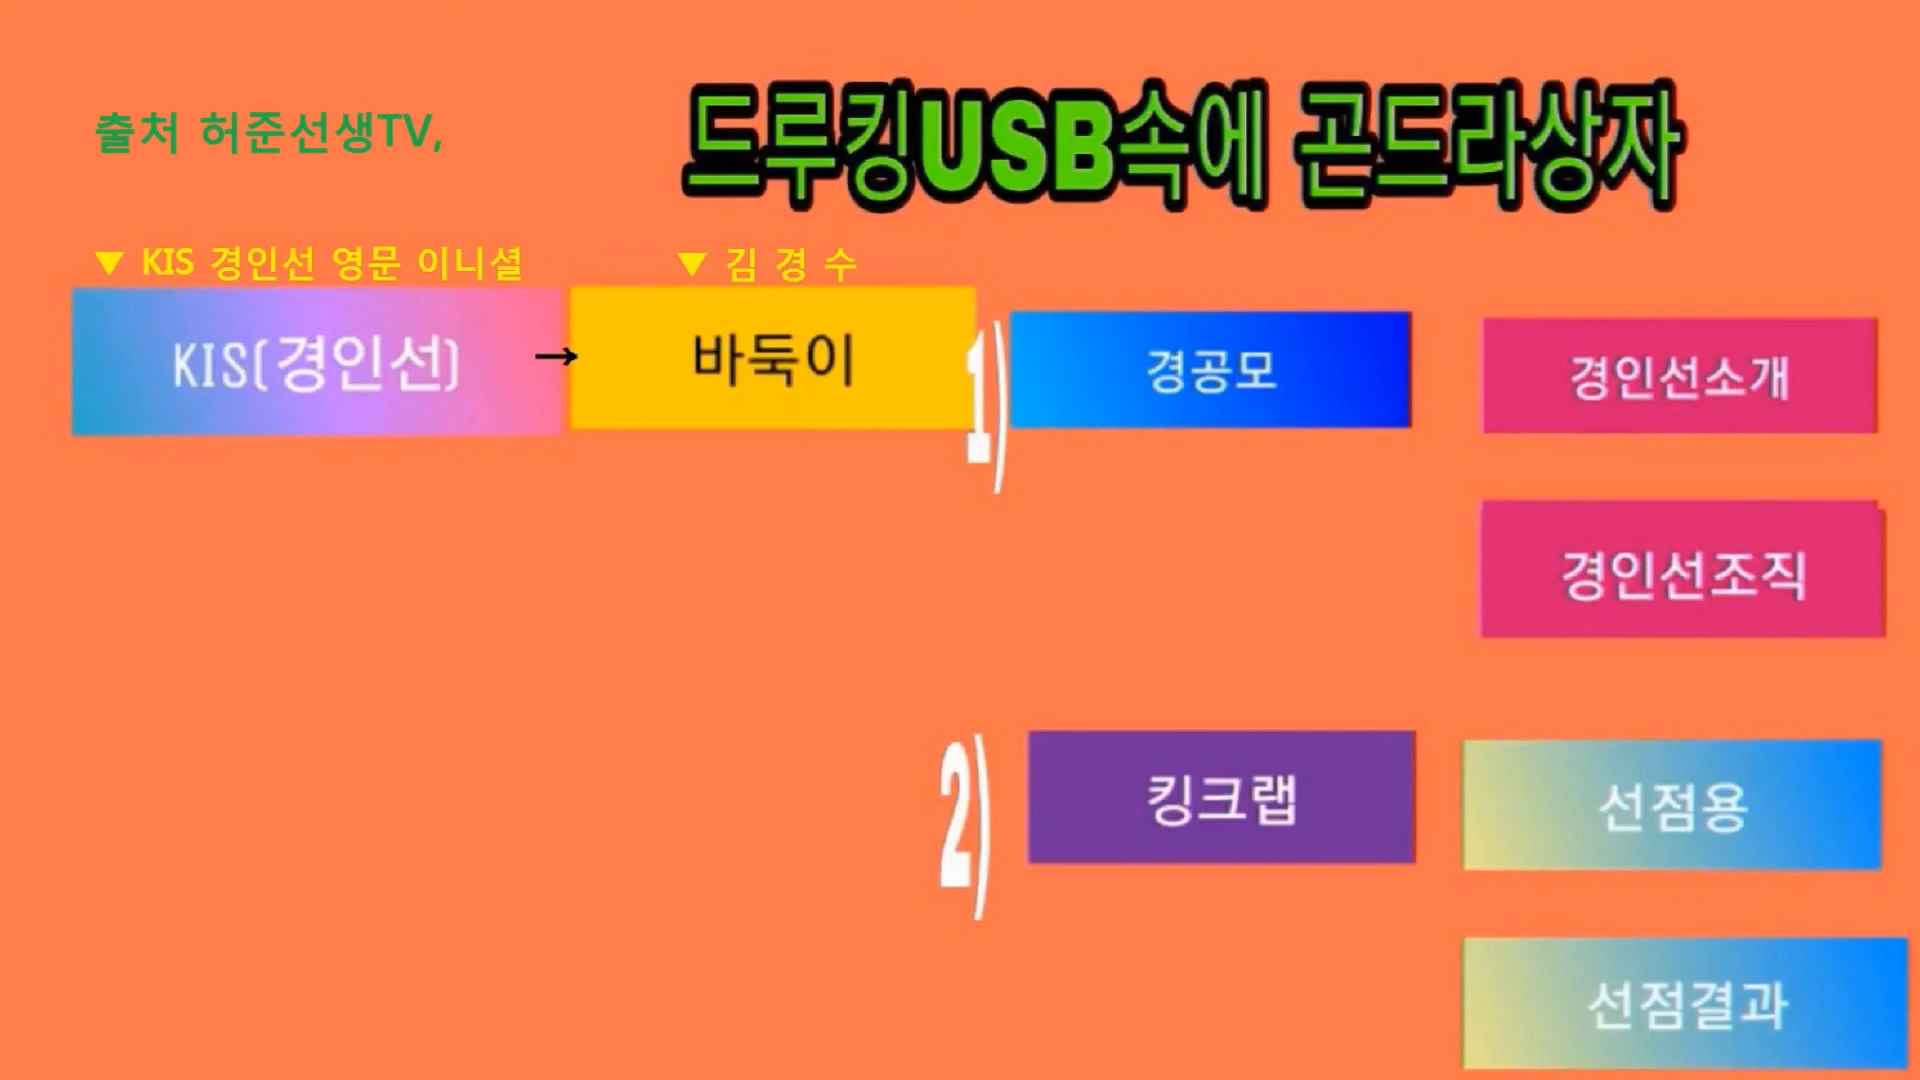 출처 허준선생TV,
드루킹USB속에 곤드라상자
▼ KIS 경인선 영문 이니셜
▼ 김 경 수
KIS(경인선)
→
바둑이
1)
경공모
경인선소개
경인선조직
2)
킹크랩
선점용
선점결과